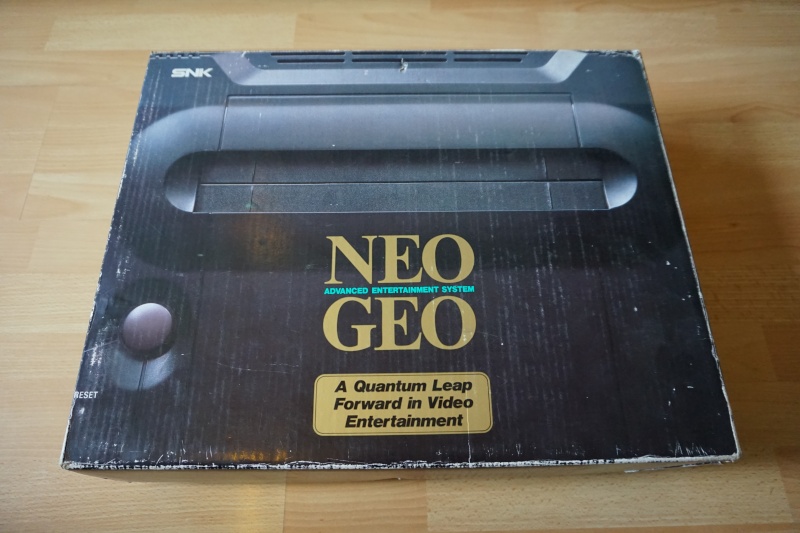 SNK
NEO
ADVANCED ENTERTAINMENT SYSTEM
GEO
RESET
A Quantum Leap
Forward in Video
Entertainment